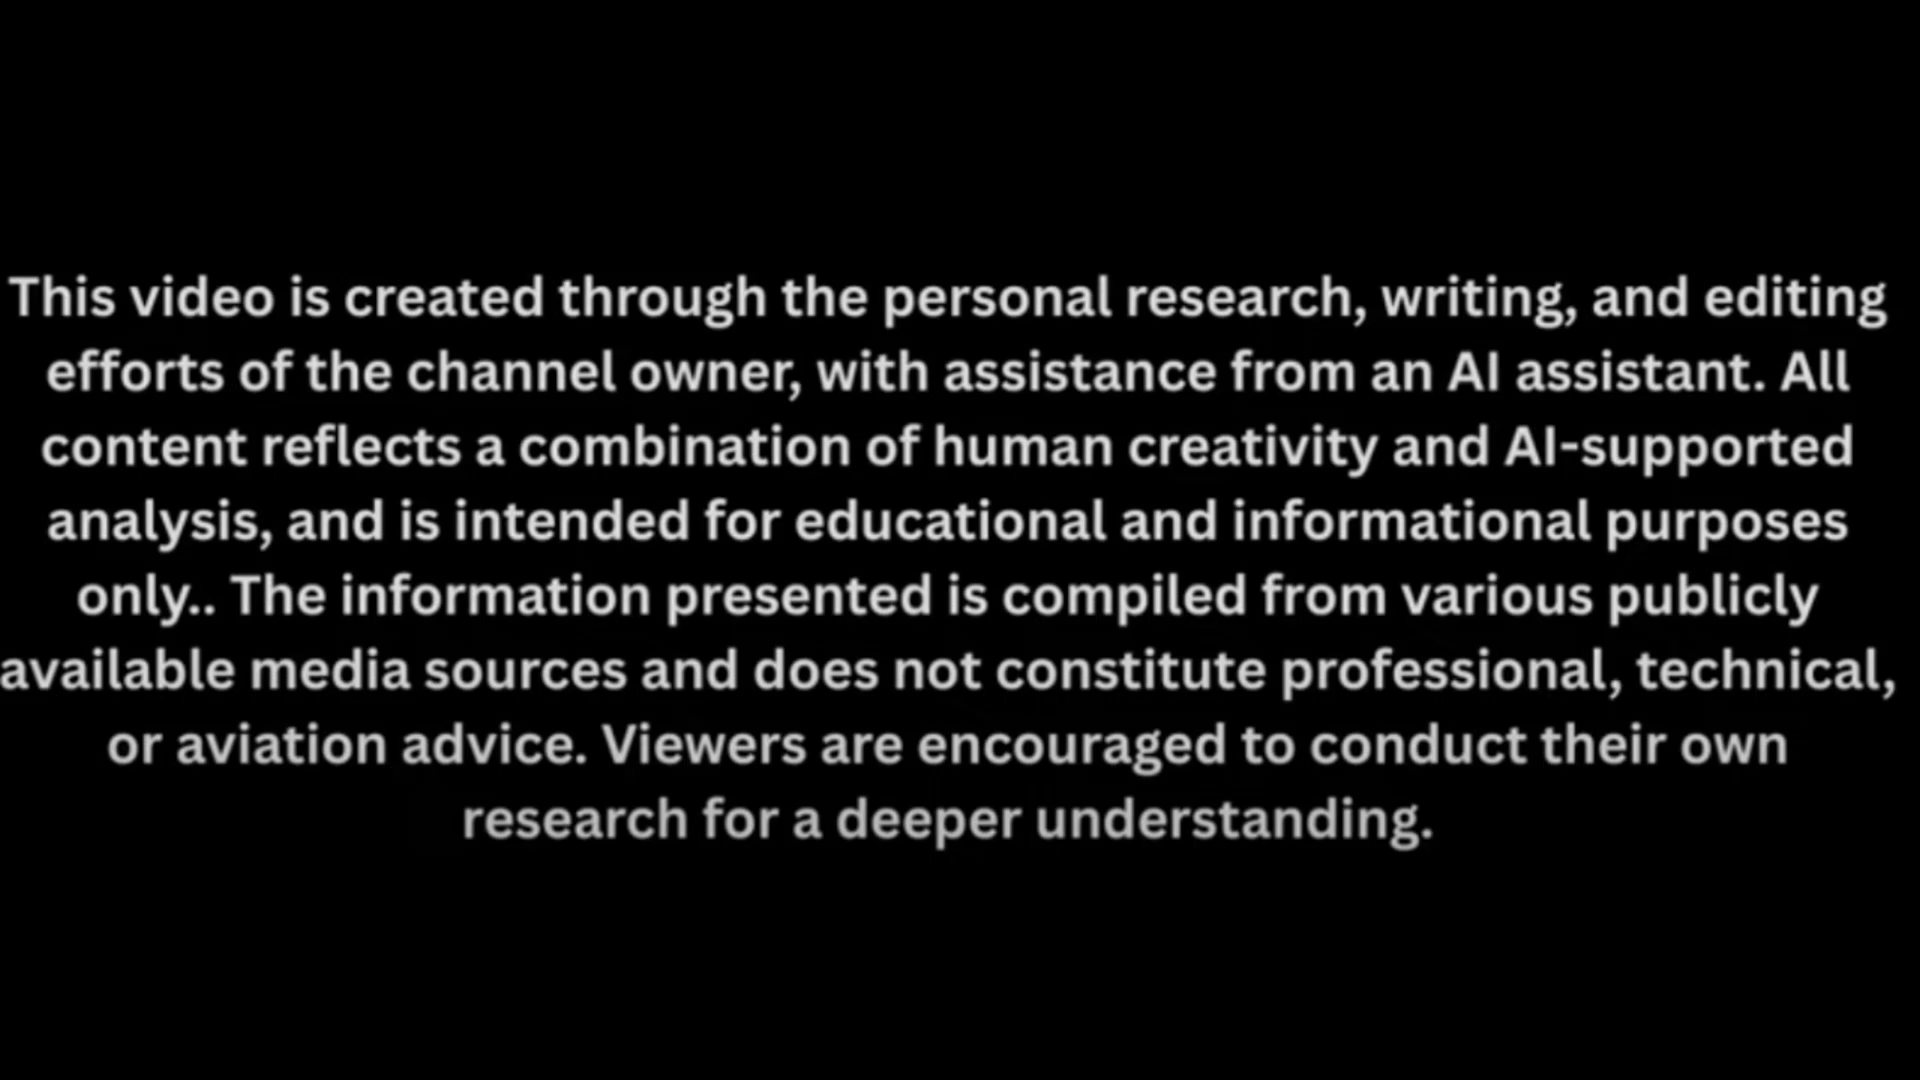 This video is created through the personal research, writing, and editing
efforts of the channel owner, with assistance from an AI assistant. All
content reflects a combination of human creativity and AI-supported
analysis, and is intended for educational and informational purposes
only.. The information presented is compiled from various publicly
available media sources and does not constitute professional, technical,
or aviation advice. Viewers are encouraged to conduct their own
research for a deeper understanding.